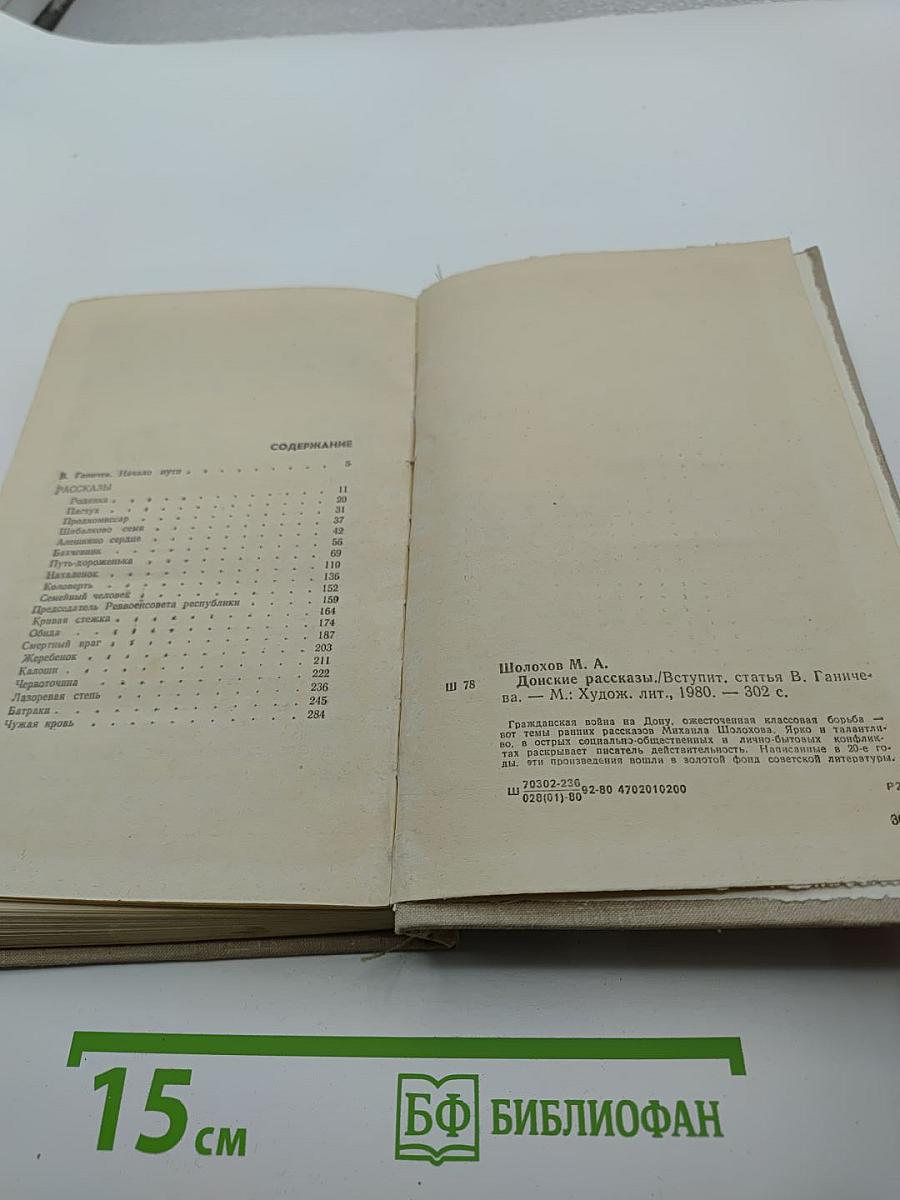 СОДЕРЖАНИЕ
В. Ганичев. Начало пути . . . . . . . . 5
РАССКАЗЫ
Родинка . . . . . . . . 11
Пастух . . . . . . . . 20
Продкомиссар . . . . . . . . 31
Шибалково семя . . . . . . . . 37
Алешкино сердце . . . . . . . . 42
Бахчевник . . . . . . . . 56
Путь-дороженька . . . . . . . . 69
Нахаленок . . . . . . . . 110
Коловерть . . . . . . . . 136
Семейный человек . . . . . . . . 152
Председатель Реввоенсовета республики . . . . 159
Кривая стежка . . . . . . . . 164
Обида . . . . . . . . 174
Смертный враг . . . . . . . . 187
Жеребенок . . . . . . . . 203
Калоши . . . . . . . . 211
Червоточина . . . . . . . . 222
Лазоревая степь . . . . . . . . 236
Батраки . . . . . . . . 245
Чужая кровь . . . . . . . . 284
Шолохов М. А.
Ш 78 Донские рассказы./Вступит. статья В. Ганиче-
ва. — М.: Худож. лит., 1980. — 302 с.
Гражданская война на Дону, ожесточенная классовая борьба —
вот темы ранних рассказов Михаила Шолохова. Ярко и талантли-
во, в острых социально-общественных и лично-бытовых конфлик-
тах раскрывает писатель действительность. Написанные в 20-е го-
ды, эти произведения вошли в золотой фонд советской литературы.
Ш 70302-236/028(01)-80 92-80 4702010200
Р2
15 см
БФ БИБЛИОФАН